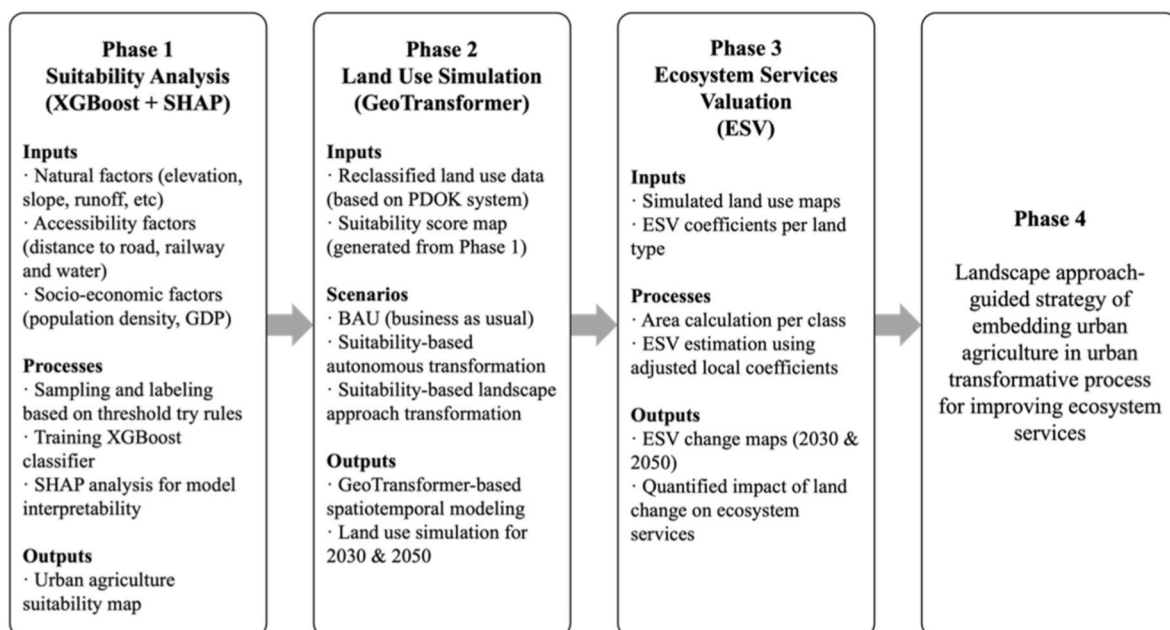 Phase 1
Suitability Analysis
(XGBoost + SHAP)
Inputs
· Natural factors (elevation,
slope, runoff, etc)
· Accessibility factors
(distance to road, railway
and water)
· Socio-economic factors
(population density, GDP)
Processes
· Sampling and labeling
based on threshold try rules
· Training XGBoost
classifier
· SHAP analysis for model
interpretability
Outputs
· Urban agriculture
suitability map
Phase 2
Land Use Simulation
(GeoTransformer)
Inputs
· Reclassified land use data
(based on PDOK system)
· Suitability score map
(generated from Phase 1)
Scenarios
· BAU (business as usual)
· Suitability-based
autonomous transformation
· Suitability-based landscape
approach transformation
Outputs
· GeoTransformer-based
spatiotemporal modeling
· Land use simulation for
2030 & 2050
Phase 3
Ecosystem Services
Valuation
(ESV)
Inputs
· Simulated land use maps
· ESV coefficients per land
type
Processes
· Area calculation per class
· ESV estimation using
adjusted local coefficients
Outputs
· ESV change maps (2030 &
2050)
· Quantified impact of land
change on ecosystem
services
Phase 4
Landscape approach-
guided strategy of
embedding urban
agriculture in urban
transformative process
for improving ecosystem
services